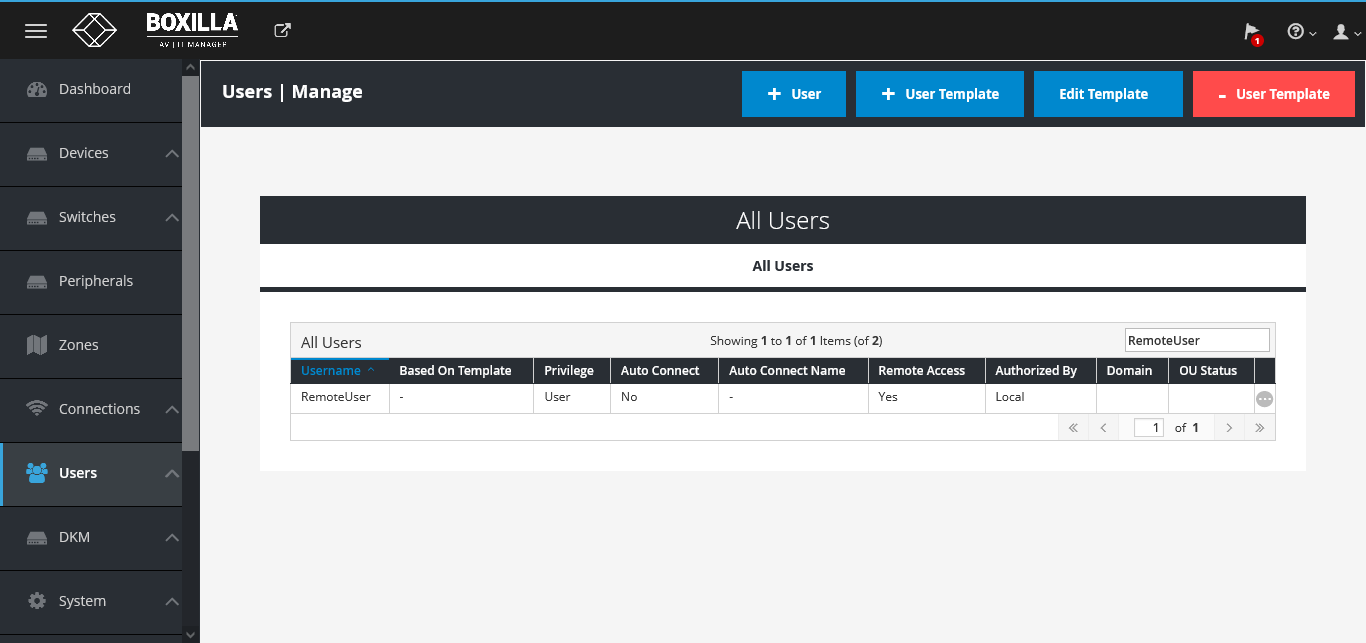 BOXILLA
AV | IT MANAGER
1
Dashboard
Devices
Switches
Peripherals
Zones
Connections
Users
DKM
System
Users | Manage
+ User
+ User Template
Edit Template
- User Template
All Users
All Users
All Users
Showing 1 to 1 of 1 Items (of 2)
RemoteUser
Username Based On Template Privilege Auto Connect Auto Connect Name Remote Access Authorized By Domain OU Status
RemoteUser - User No - Yes Local
1 of 1